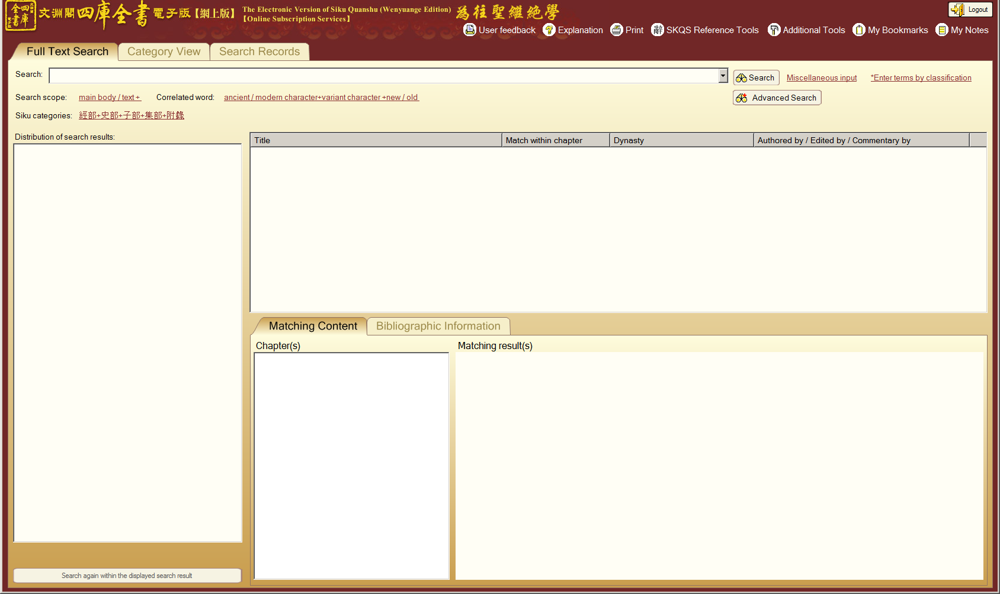 文淵閣四庫全書電子版【網上版】
The Electronic Version of Siku Quanshu (Wenyuange Edition)
【Online Subscription Services】
為往聖繼絕學
Logout
User feedback Explanation Print SKQS Reference Tools Additional Tools My Bookmarks My Notes
Full Text Search Category View Search Records
Search: Search Miscellaneous input *Enter terms by classification
Search scope: main body / text + Correlated word: ancient / modern character+variant character +new / old Advanced Search
Siku categories: 經部+史部+子部+集部+附錄
Distribution of search results:
Title Match within chapter Dynasty Authored by / Edited by / Commentary by
Matching Content Bibliographic Information
Chapter(s) Matching result(s)
Search again within the displayed search result